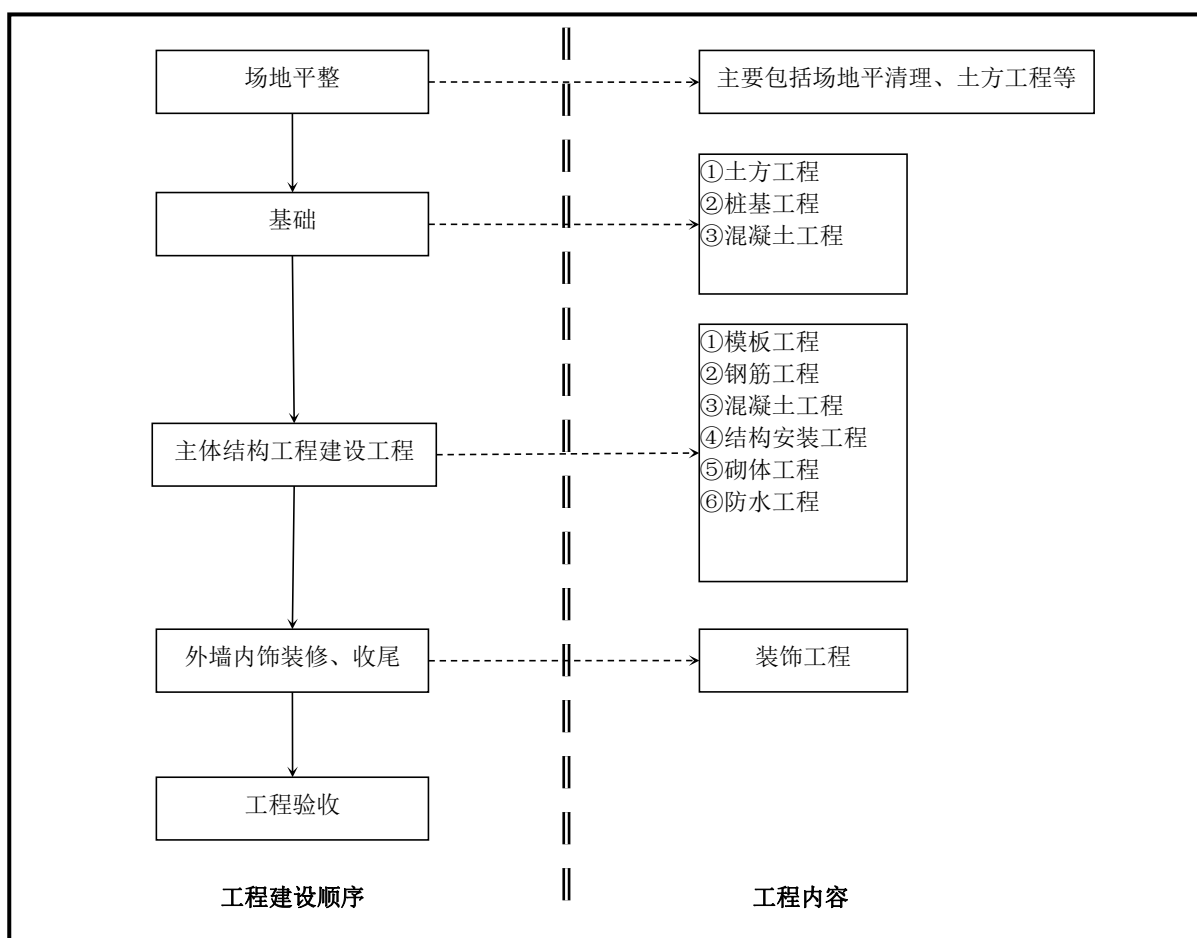 场地平整
主要包括场地平清理、土方工程等
基础
①土方工程
②桩基工程
③混凝土工程
主体结构工程建设工程
①模板工程
②钢筋工程
③混凝土工程
④结构安装工程
⑤砌体工程
⑥防水工程
外墙内饰装修、收尾
装饰工程
工程验收
工程建设顺序
工程内容